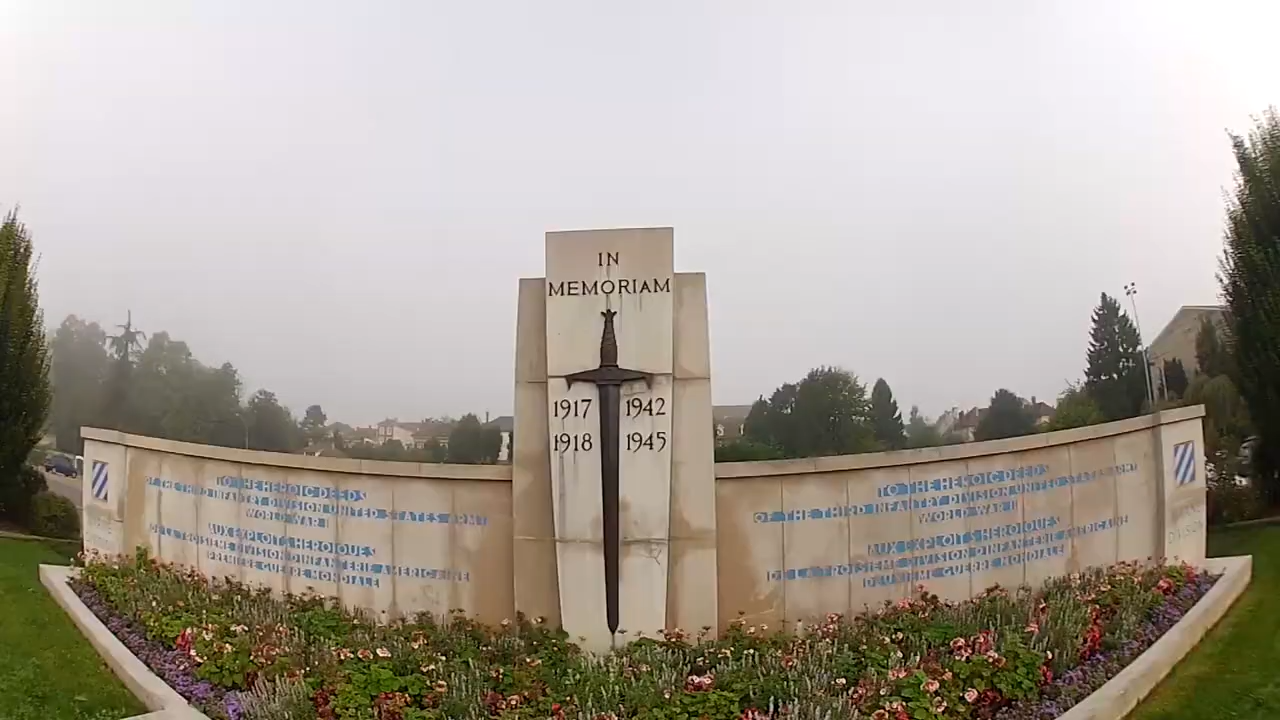 IN
MEMORIAM
1917 1942
1918 1945
TO THE HEROIC DEEDS
OF THE THIRD INFANTRY DIVISION UNITED STATES ARMY
WORLD WAR I
AUX EXPLOITS HEROIQUES
DE LA TROISIEME DIVISION D'INFANTERIE AMERICAINE
PREMIERE GUERRE MONDIALE
TO THE HEROIC DEEDS
OF THE THIRD INFANTRY DIVISION UNITED STATES ARMY
WORLD WAR II
AUX EXPLOITS HEROIQUES
DE LA TROISIEME DIVISION D'INFANTERIE AMERICAINE
DEUXIEME GUERRE MONDIALE